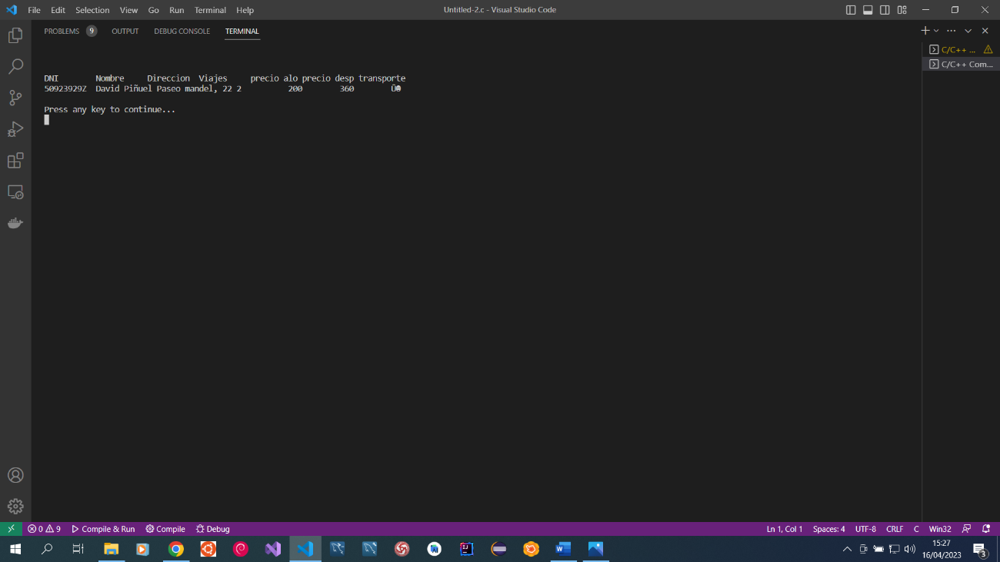 File Edit Selection View Go Run Terminal Help
Untitled-2.c - Visual Studio Code
PROBLEMS 9 OUTPUT DEBUG CONSOLE TERMINAL
C/C++ ...
C/C++ Com...
DNI Nombre Direccion Viajes precio alo precio desp transporte
50923929Z David Piñuel Paseo mandel, 22 2 200 360
Press any key to continue...
0 9 Compile & Run Compile Debug
Ln 1, Col 1 Spaces: 4 UTF-8 CRLF C Win32
15:27
16/04/2023
3